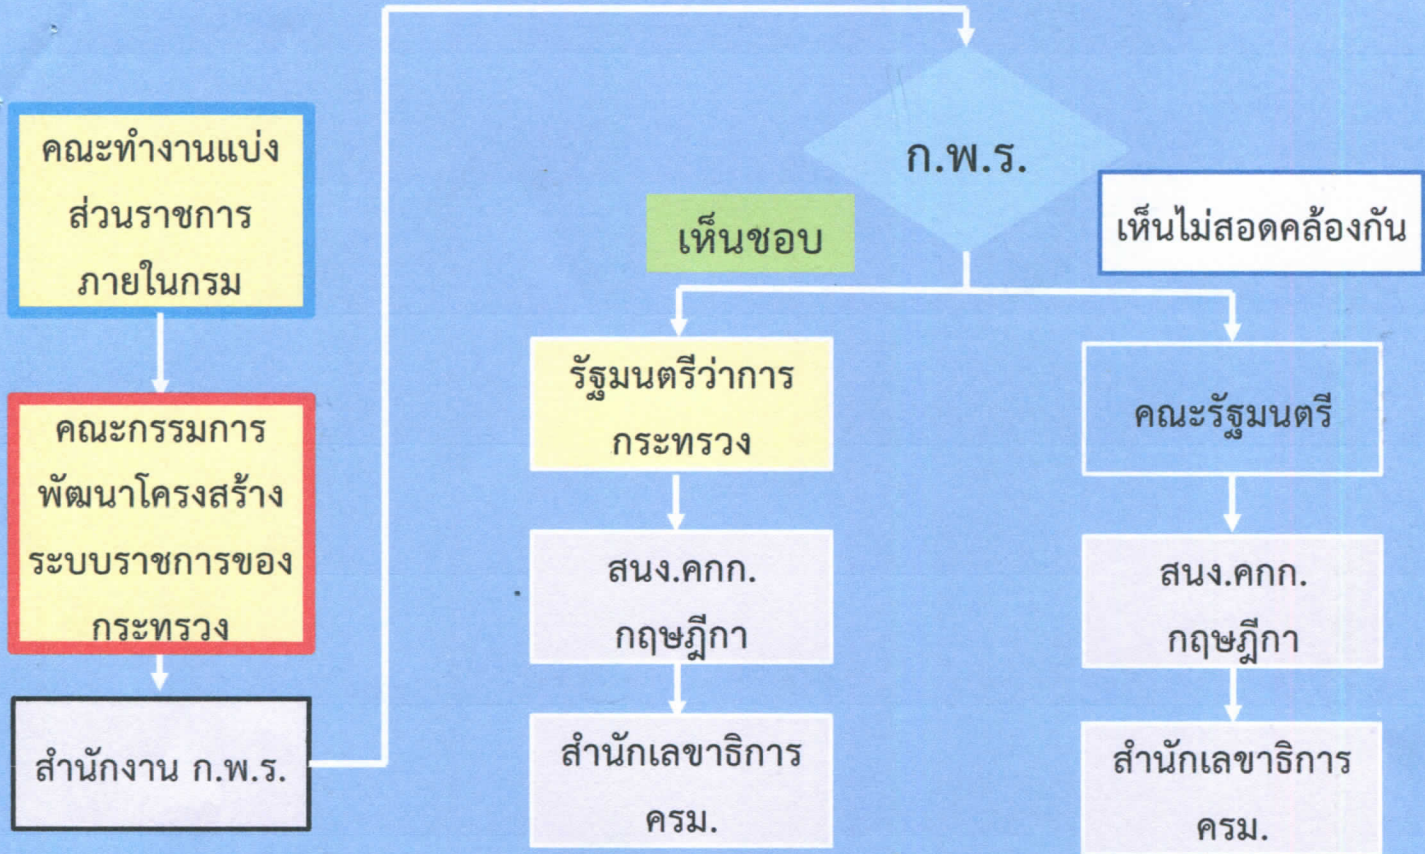 คณะทำงานแบ่ง
ส่วนราชการ
ภายในกรม
คณะกรรมการ
พัฒนาโครงสร้าง
ระบบราชการของ
กระทรวง
สำนักงาน ก.พ.ร.
ก.พ.ร.
เห็นชอบ
เห็นไม่สอดคล้องกัน
รัฐมนตรีว่าการ
กระทรวง
สนง.คกก.
กฤษฎีกา
สำนักเลขาธิการ
ครม.
คณะรัฐมนตรี
สนง.คกก.
กฤษฎีกา
สำนักเลขาธิการ
ครม.